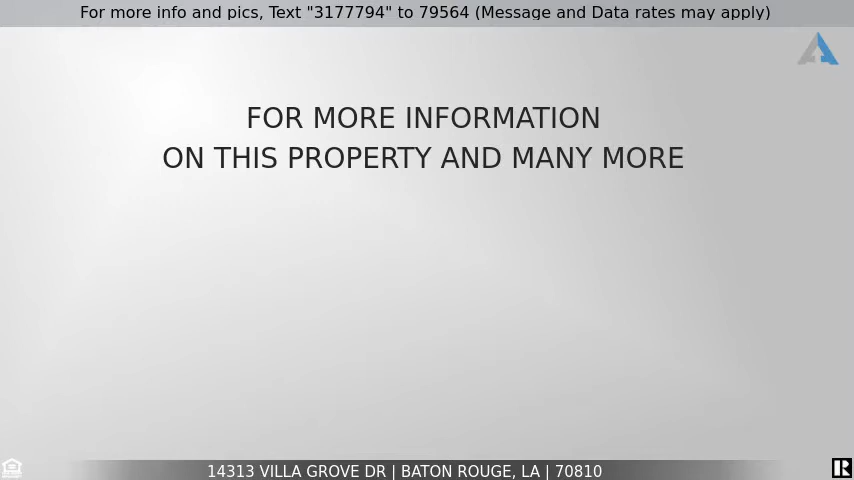 For more info and pics, Text "3177794" to 79564 (Message and Data rates may apply)
FOR MORE INFORMATION
ON THIS PROPERTY AND MANY MORE
14313 VILLA GROVE DR | BATON ROUGE, LA | 70810